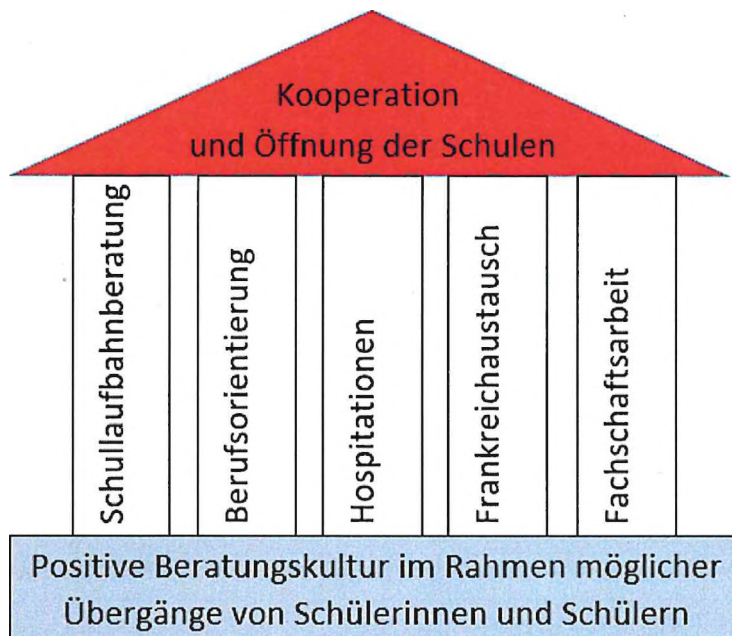 Kooperation
und Öffnung der Schulen
Schullaufbahnberatung
Berufsorientierung
Hospitationen
Frankreichaustausch
Fachschaftsarbeit
Positive Beratungskultur im Rahmen möglicher
Übergänge von Schülerinnen und Schülern